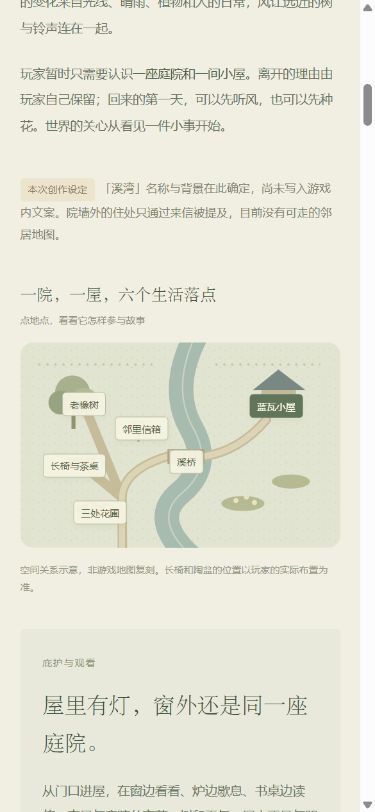 的变化来自光线、晴雨、植物和人的日常，风让远近的树
与铃声连在一起。
玩家暂时只需要认识一座庭院和一间小屋。离开的理由由
玩家自己保留；回来的第一天，可以先听风，也可以先种
花。世界的关心从看见一件小事开始。
本次创作设定 「溪湾」名称与背景在此确定，尚未写入游戏
内文案。院墙外的住处只通过来信被提及，目前没有可走的邻
居地图。
一院，一屋，六个生活落点
点地点，看看它怎样参与故事
老橡树
蓝瓦小屋
邻里信箱
长椅与茶桌
溪桥
三处花圃
空间关系示意，非游戏地图复刻。长椅和陶盆的位置以玩家的实际布置为
准。
庇护与观看
屋里有灯，窗外还是同一座
庭院。
从门口进屋，在窗边看看、炉边歇息、书桌边读